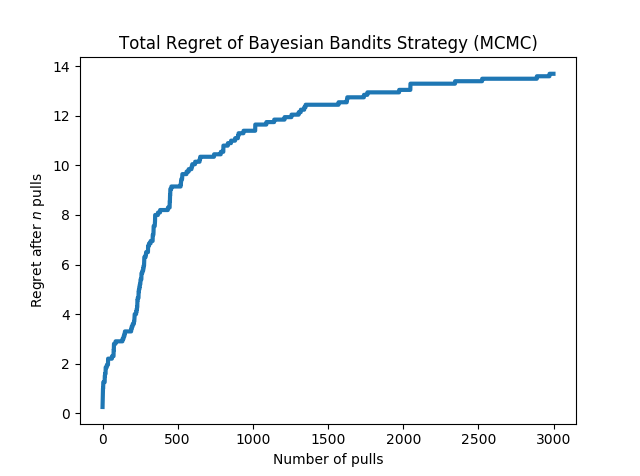 Total Regret of Bayesian Bandits Strategy (MCMC)
14
12
10
8
6
4
2
0
Regret after n pulls
0 500 1000 1500 2000 2500 3000
Number of pulls